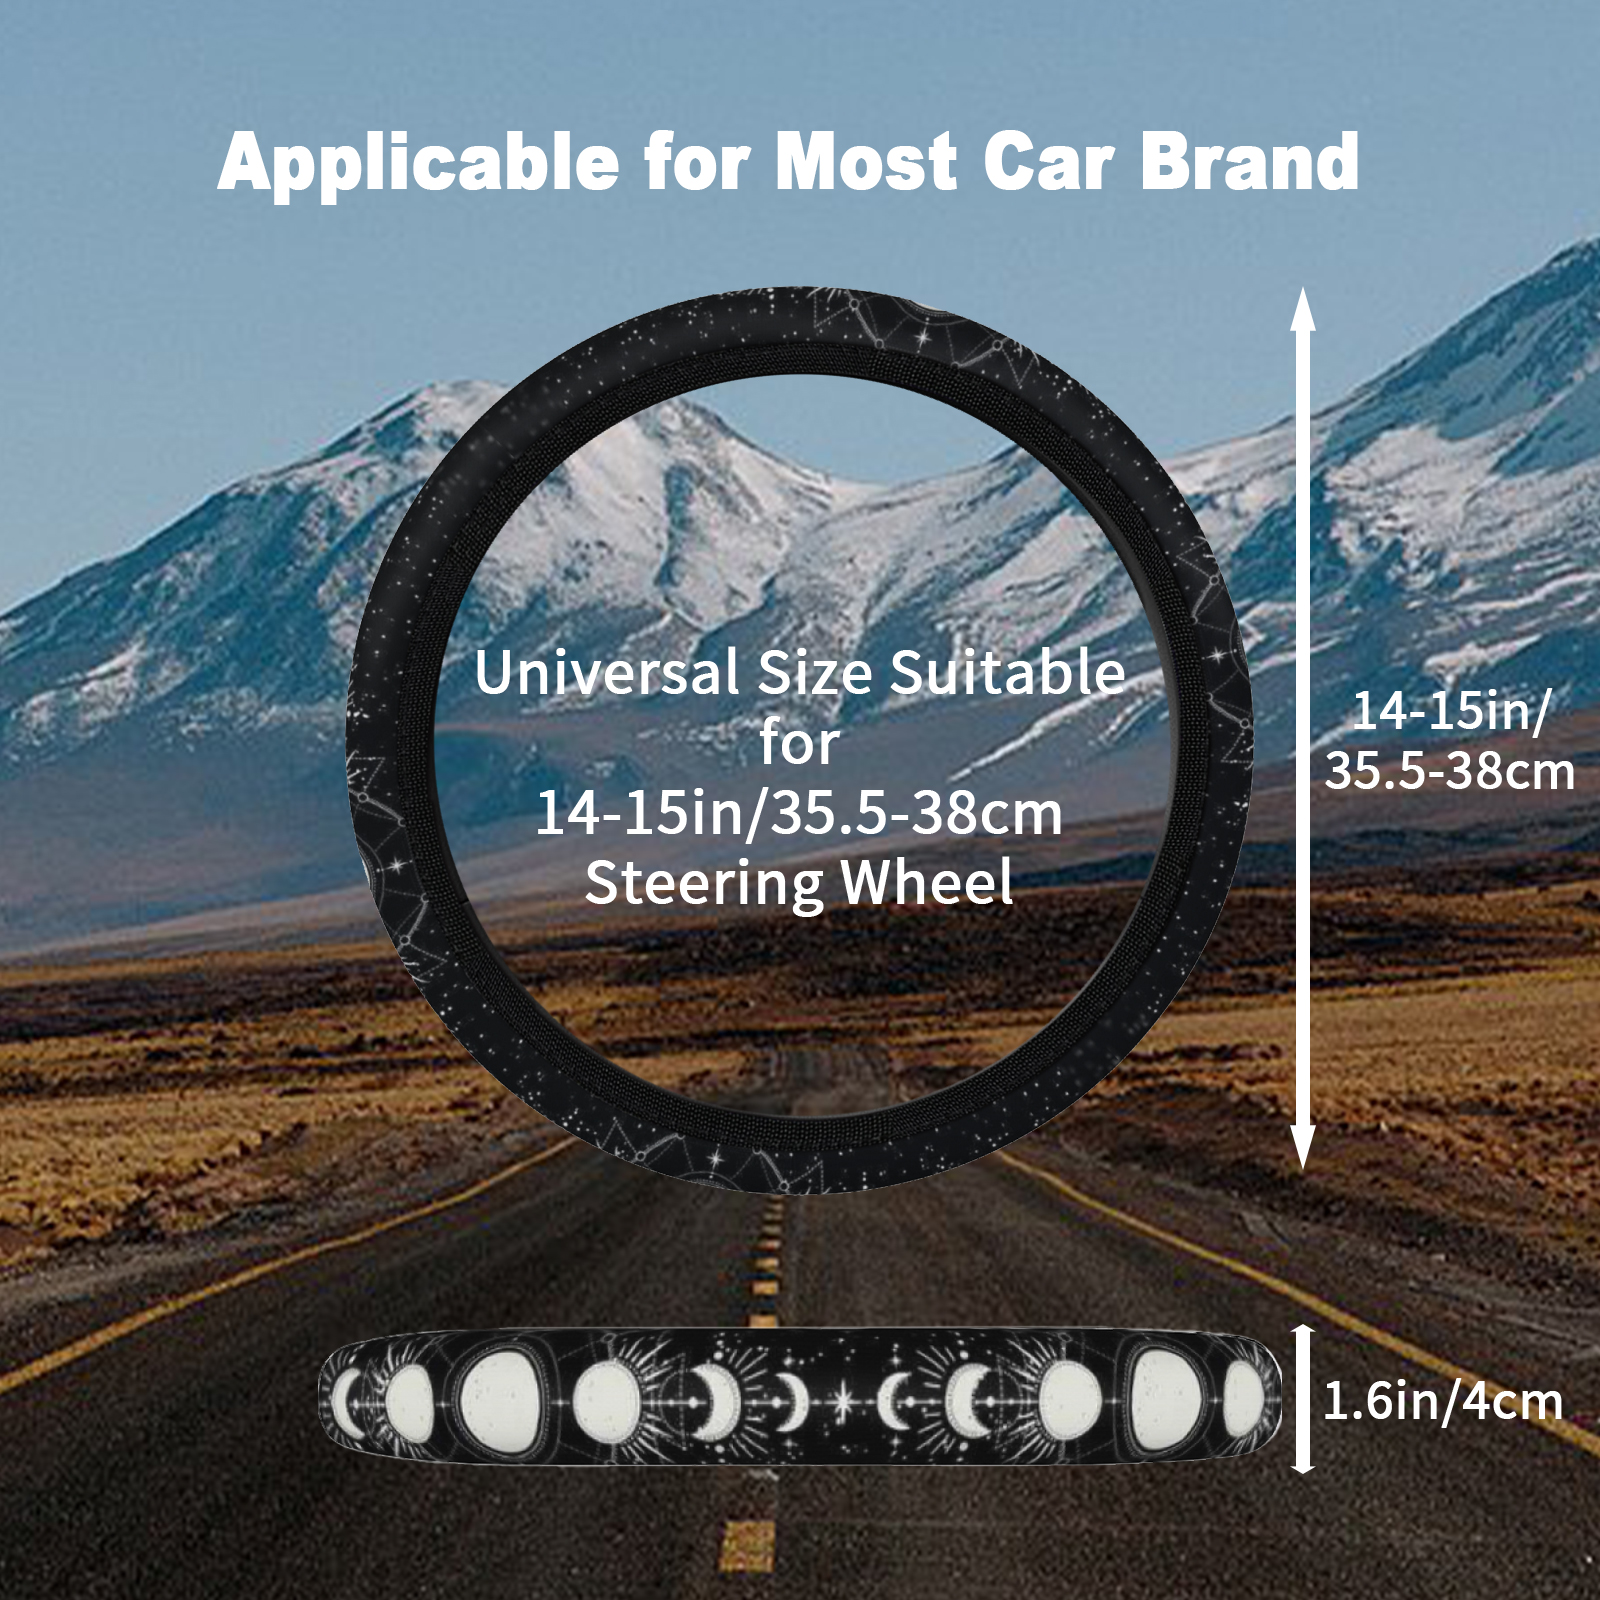 Applicable for Most Car Brand
Universal Size Suitable
for
14-15in/35.5-38cm
Steering Wheel
14-15in/
35.5-38cm
1.6in/4cm